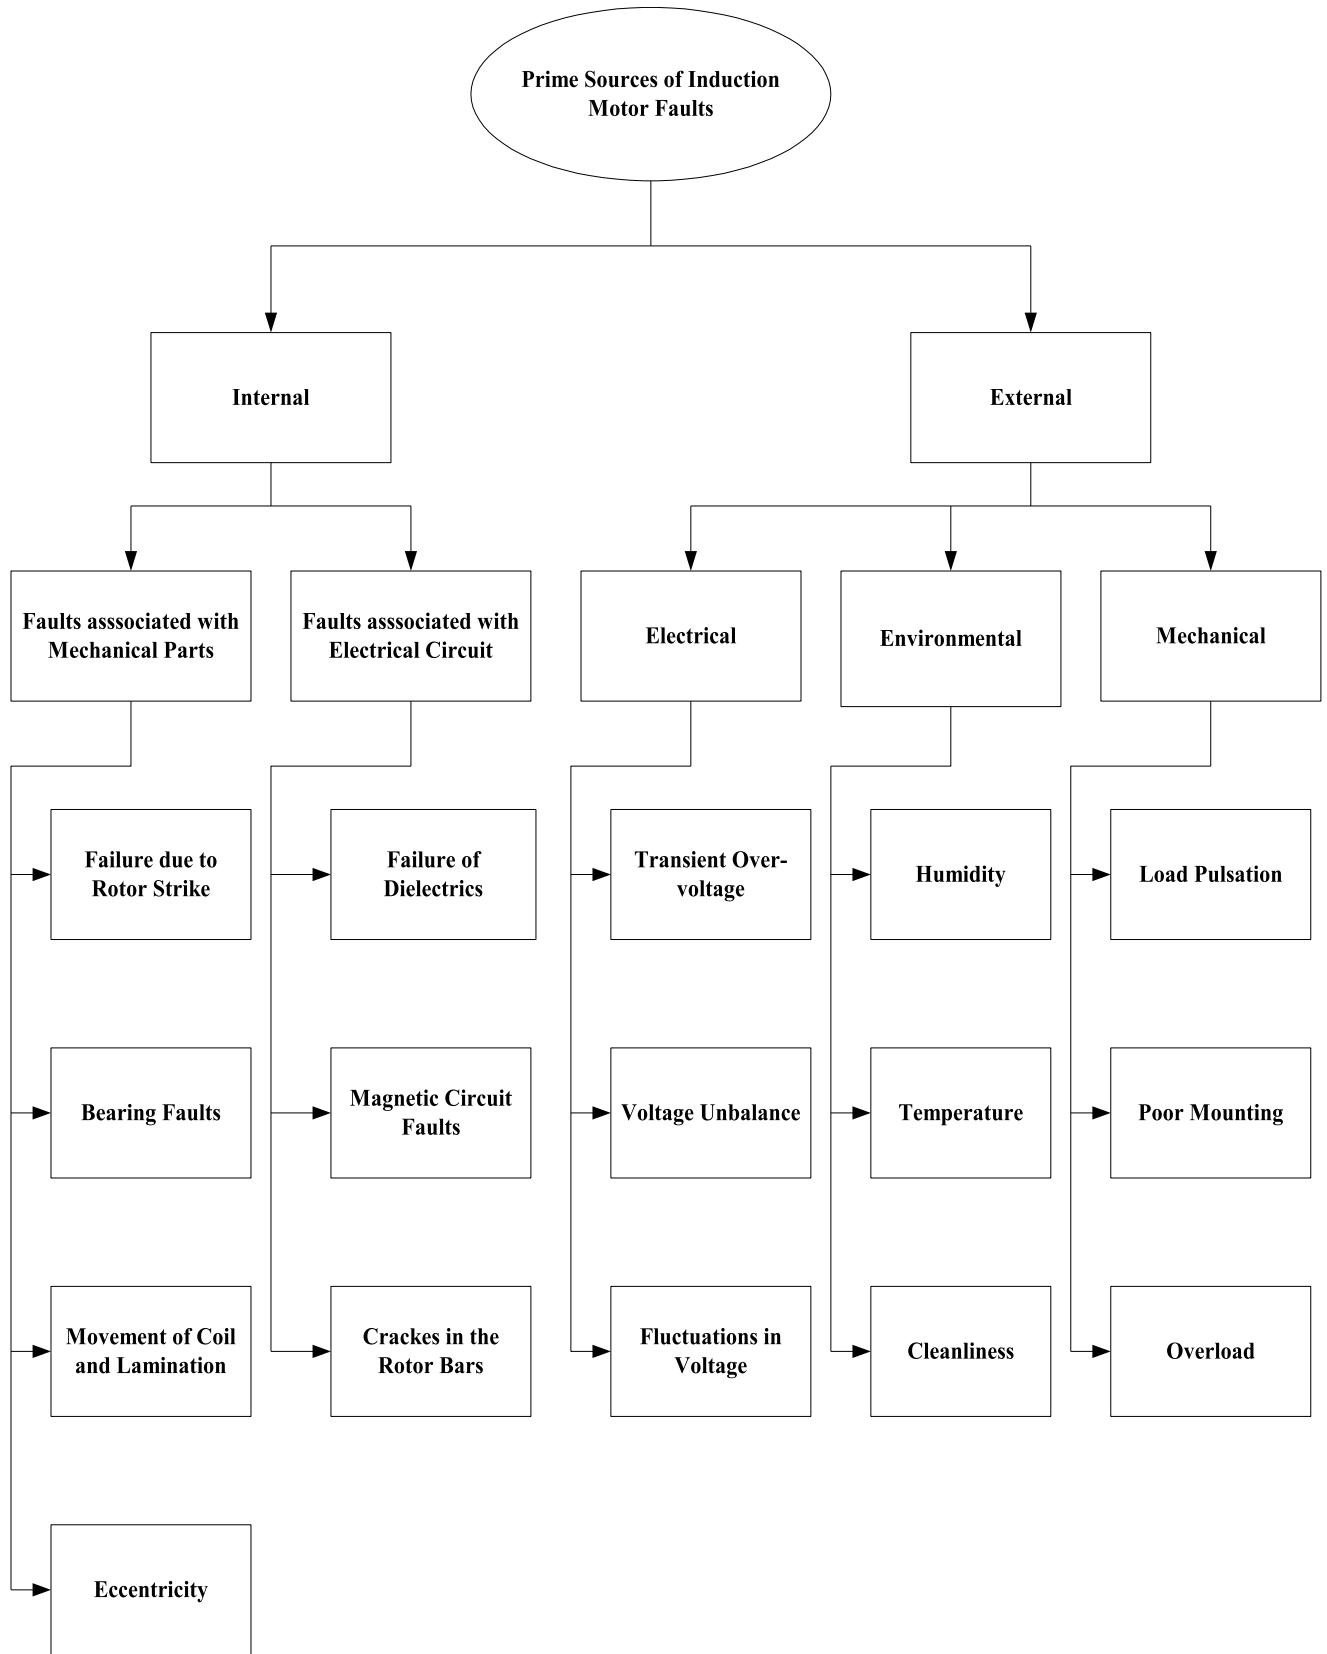 Prime Sources of Induction
Motor Faults
Internal
External
Faults asssociated with
Mechanical Parts
Faults asssociated with
Electrical Circuit
Electrical
Environmental
Mechanical
Failure due to
Rotor Strike
Failure of
Dielectrics
Transient Over-
voltage
Humidity
Load Pulsation
Bearing Faults
Magnetic Circuit
Faults
Voltage Unbalance
Temperature
Poor Mounting
Movement of Coil
and Lamination
Crackes in the
Rotor Bars
Fluctuations in
Voltage
Cleanliness
Overload
Eccentricity